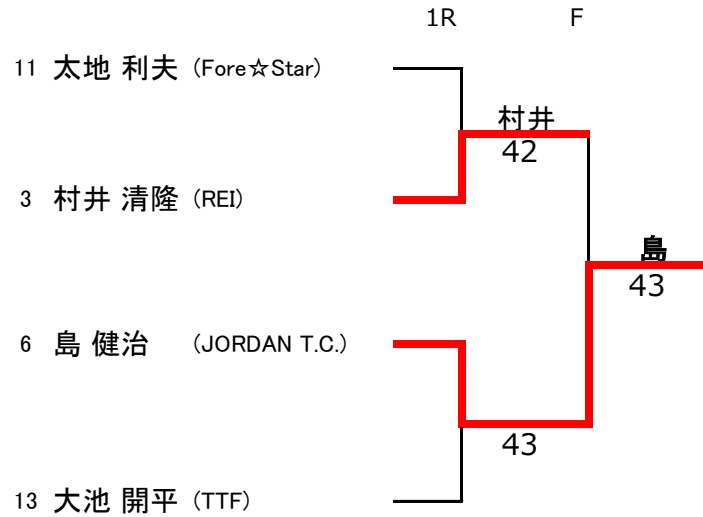 1R F
11 太地 利夫 (Fore☆Star)
村井
42
3 村井 清隆 (REI)
島
43
6 島 健治 (JORDAN T.C.)
43
13 大池 開平 (TTF)